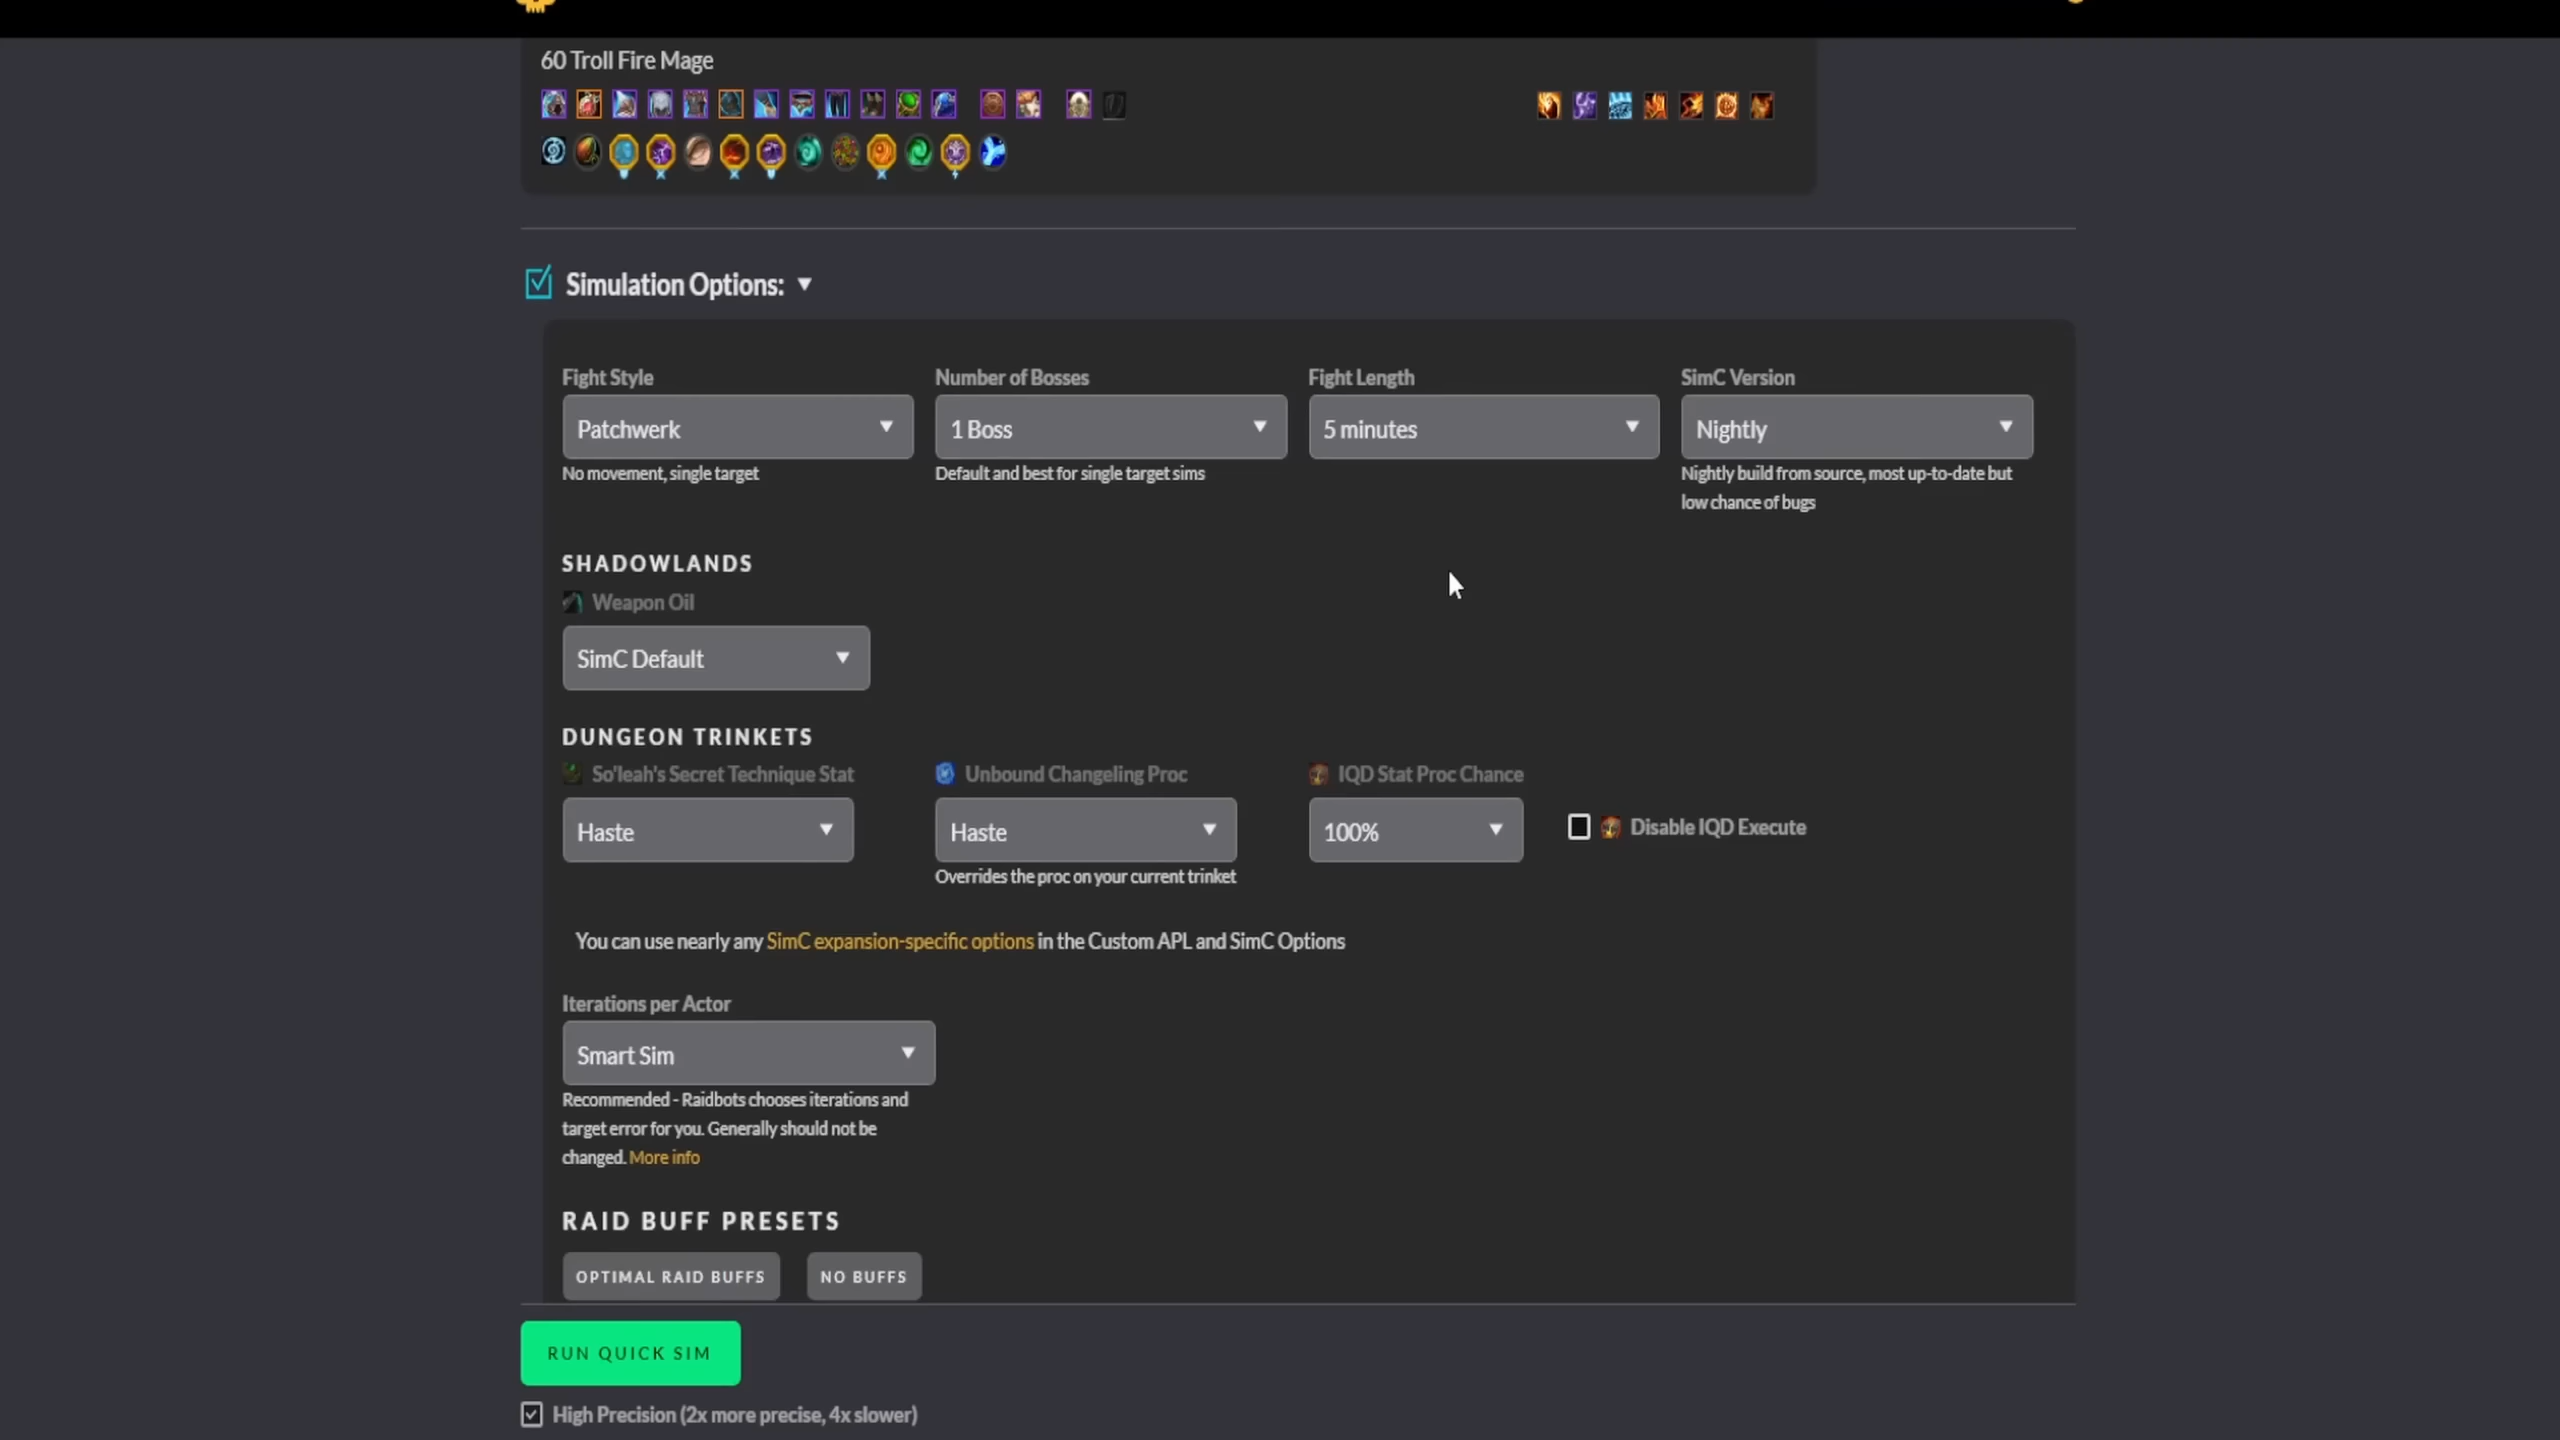 60 Troll Fire Mage
Simulation Options: ▼
Fight Style
Number of Bosses
Fight Length
SimC Version
Patchwerk
1 Boss
5 minutes
Nightly
No movement, single target
Default and best for single target sims
Nightly build from source, most up-to-date but
low chance of bugs
SHADOWLANDS
Weapon Oil
SimC Default
DUNGEON TRINKETS
So'leah's Secret Technique Stat
Unbound Changeling Proc
IQD Stat Proc Chance
Haste
Haste
100%
Disable IQD Execute
Overrides the proc on your current trinket
You can use nearly any SimC expansion-specific options in the Custom APL and SimC Options
Iterations per Actor
Smart Sim
Recommended - Raidbots chooses iterations and
target error for you. Generally should not be
changed. More info
RAID BUFF PRESETS
OPTIMAL RAID BUFFS
NO BUFFS
RUN QUICK SIM
High Precision (2x more precise, 4x slower)